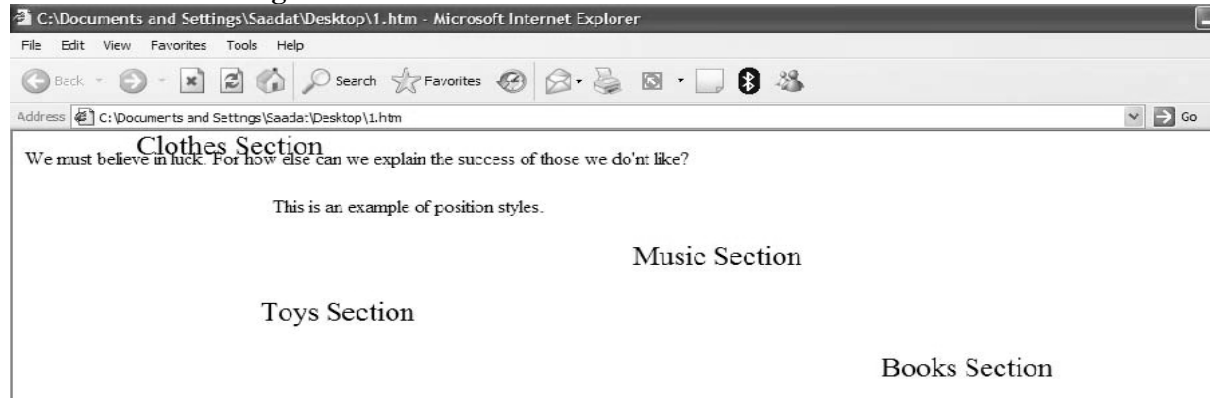 C:\Documents and Settings\Saadat\Desktop\1.htm - Microsoft Internet Explorer
File Edit View Favorites Tools Help
Back Search Favorites
Address C:\Documents and Settings\Saadat\Desktop\1.htm Go
Clothes Section
We must believe in luck. For how else can we explain the success of those we do'nt like?
This is an example of position styles.
Music Section
Toys Section
Books Section